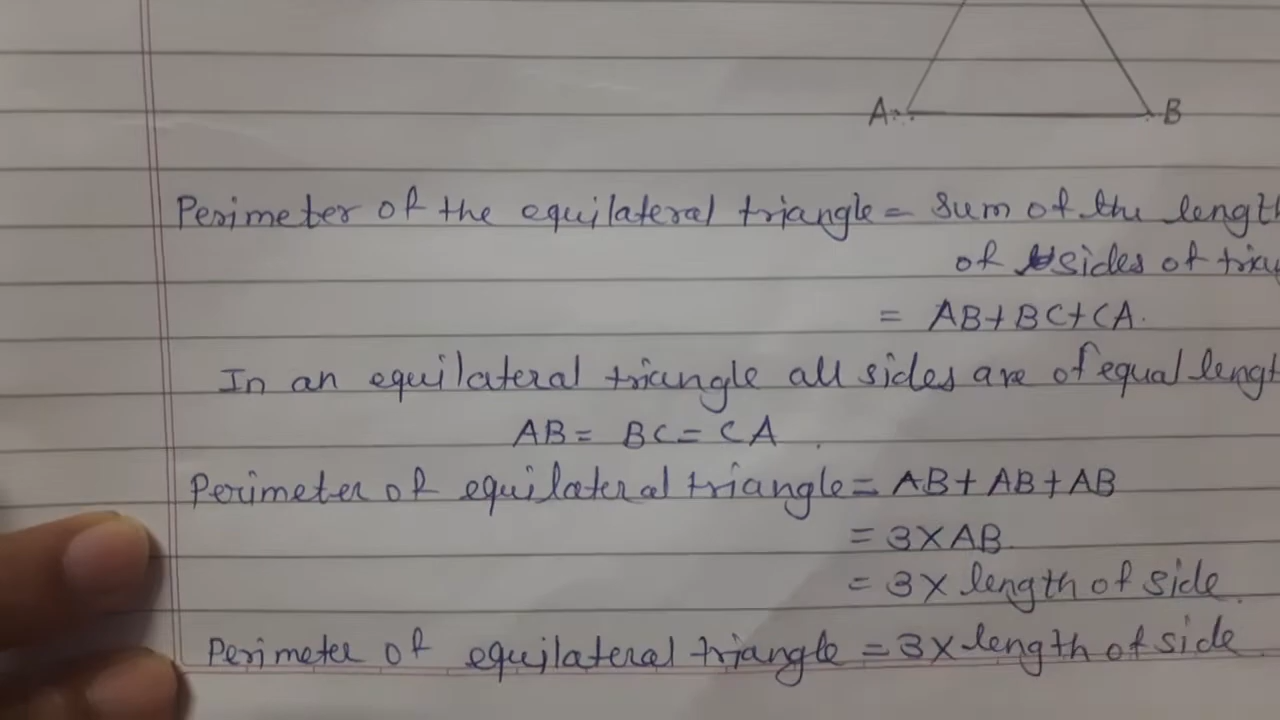 A B
Perimeter of the equilateral triangle = Sum of the
of sides of
= AB+BC+CA.
In an equilateral triangle all sides are of equal
AB = BC = CA.
Perimeter of equilateral triangle = AB+AB+AB
= 3×AB.
= 3× length of side.
Perimeter of equilateral triangle = 3× length of side.